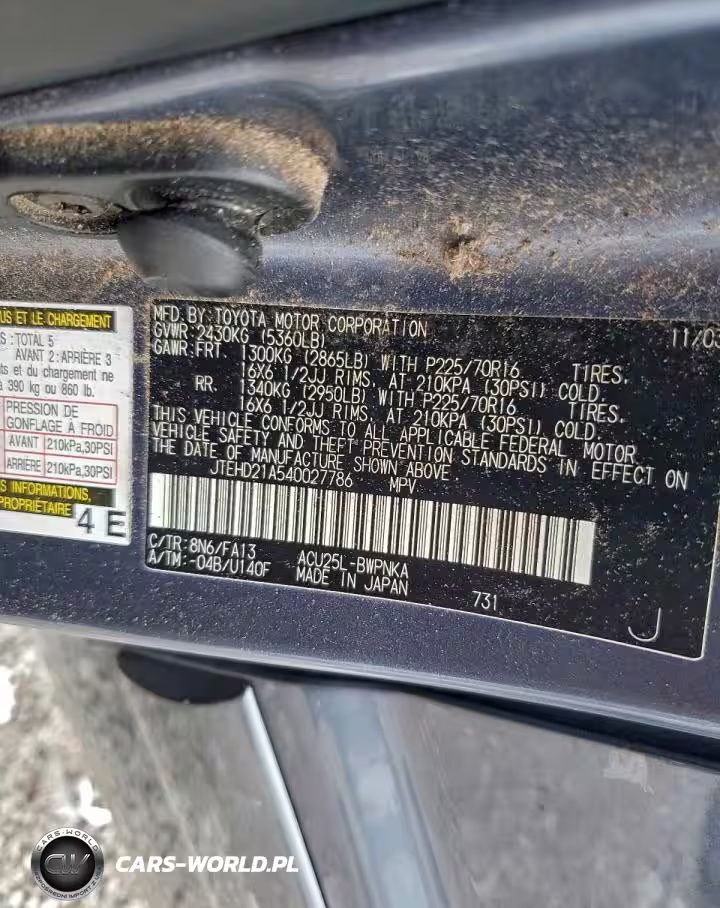 US ET LE CHARGEMENT
S : TOTAL 5
AVANT 2 : ARRIÈRE 3
ts et du chargement ne
à 390 kg ou 860 lb.
PRESSION DE
GONFLAGE À FROID
AVANT 210kPa,30PSI
ARRIÈRE 210kPa,30PSI
S INFORMATIONS,
PROPRIÉTAIRE
4 E
MFD.BY:TOYOTA MOTOR CORPORATION 11/03
GVWR:2430KG (5360LB)
GAWR:FRT. 1300KG (2865LB) WITH P225/70R16 TIRES,
16X6 1/2JJ RIMS, AT 210KPA (30PSI) COLD.
RR. 1340KG (2950LB) WITH P225/70R16 TIRES,
16X6 1/2JJ RIMS, AT 210KPA (30PSI) COLD.
THIS VEHICLE CONFORMS TO ALL APPLICABLE FEDERAL MOTOR
VEHICLE SAFETY AND THEFT PREVENTION STANDARDS IN EFFECT ON
THE DATE OF MANUFACTURE SHOWN ABOVE
JTEHD21A540027786 MPV
C/TR:8N6/FA13 ACU25L-BWPNKA
A/TM:-04B/U140F MADE IN JAPAN
731
J
CARS-WORLD
CW
CARS-WORLD.PL